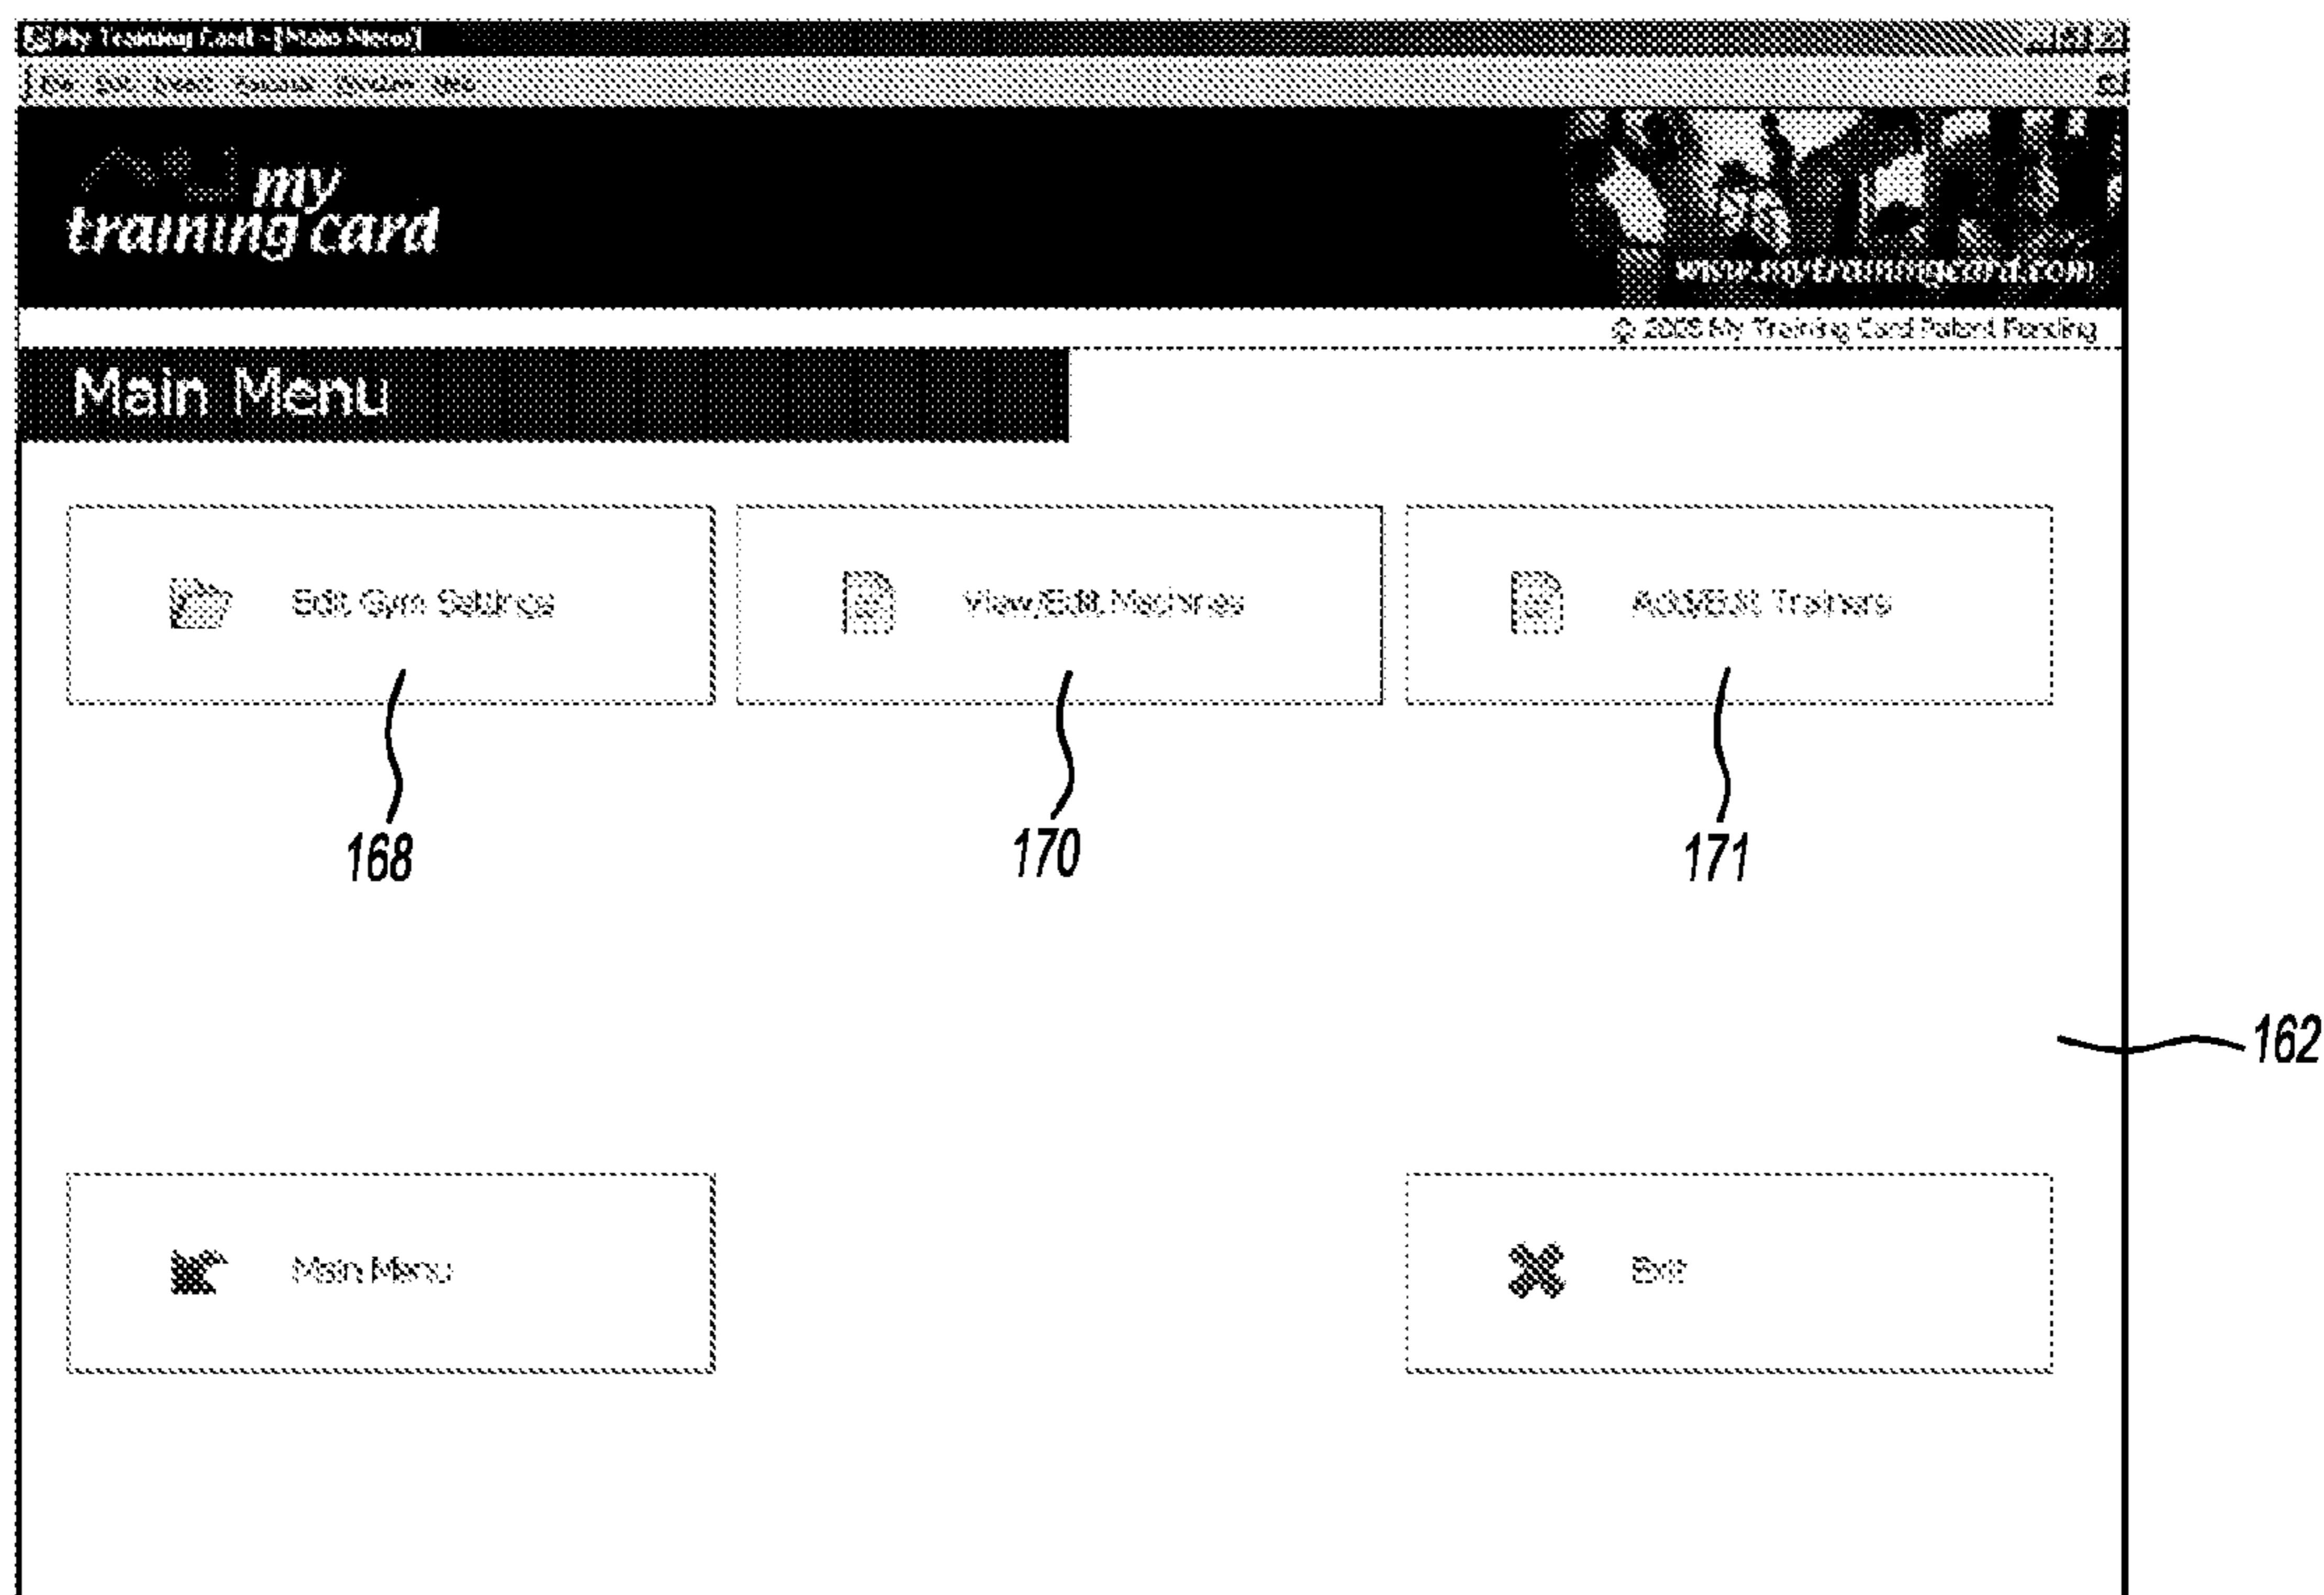 My Training Card - [Main Menu]
my
training card
www.mytrainingcard.com
My Training Card Patent Pending
Main Menu
Edit Gym Settings View/Edit Machines Add/Edit Trainers
168 170 171
162
Main Menu Exit